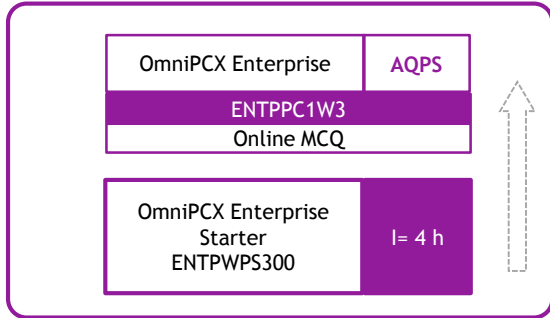 OmniPCX Enterprise
AQPS
ENTPPC1W3
Online MCQ
OmniPCX Enterprise
Starter
ENTPWPS300
I= 4 h